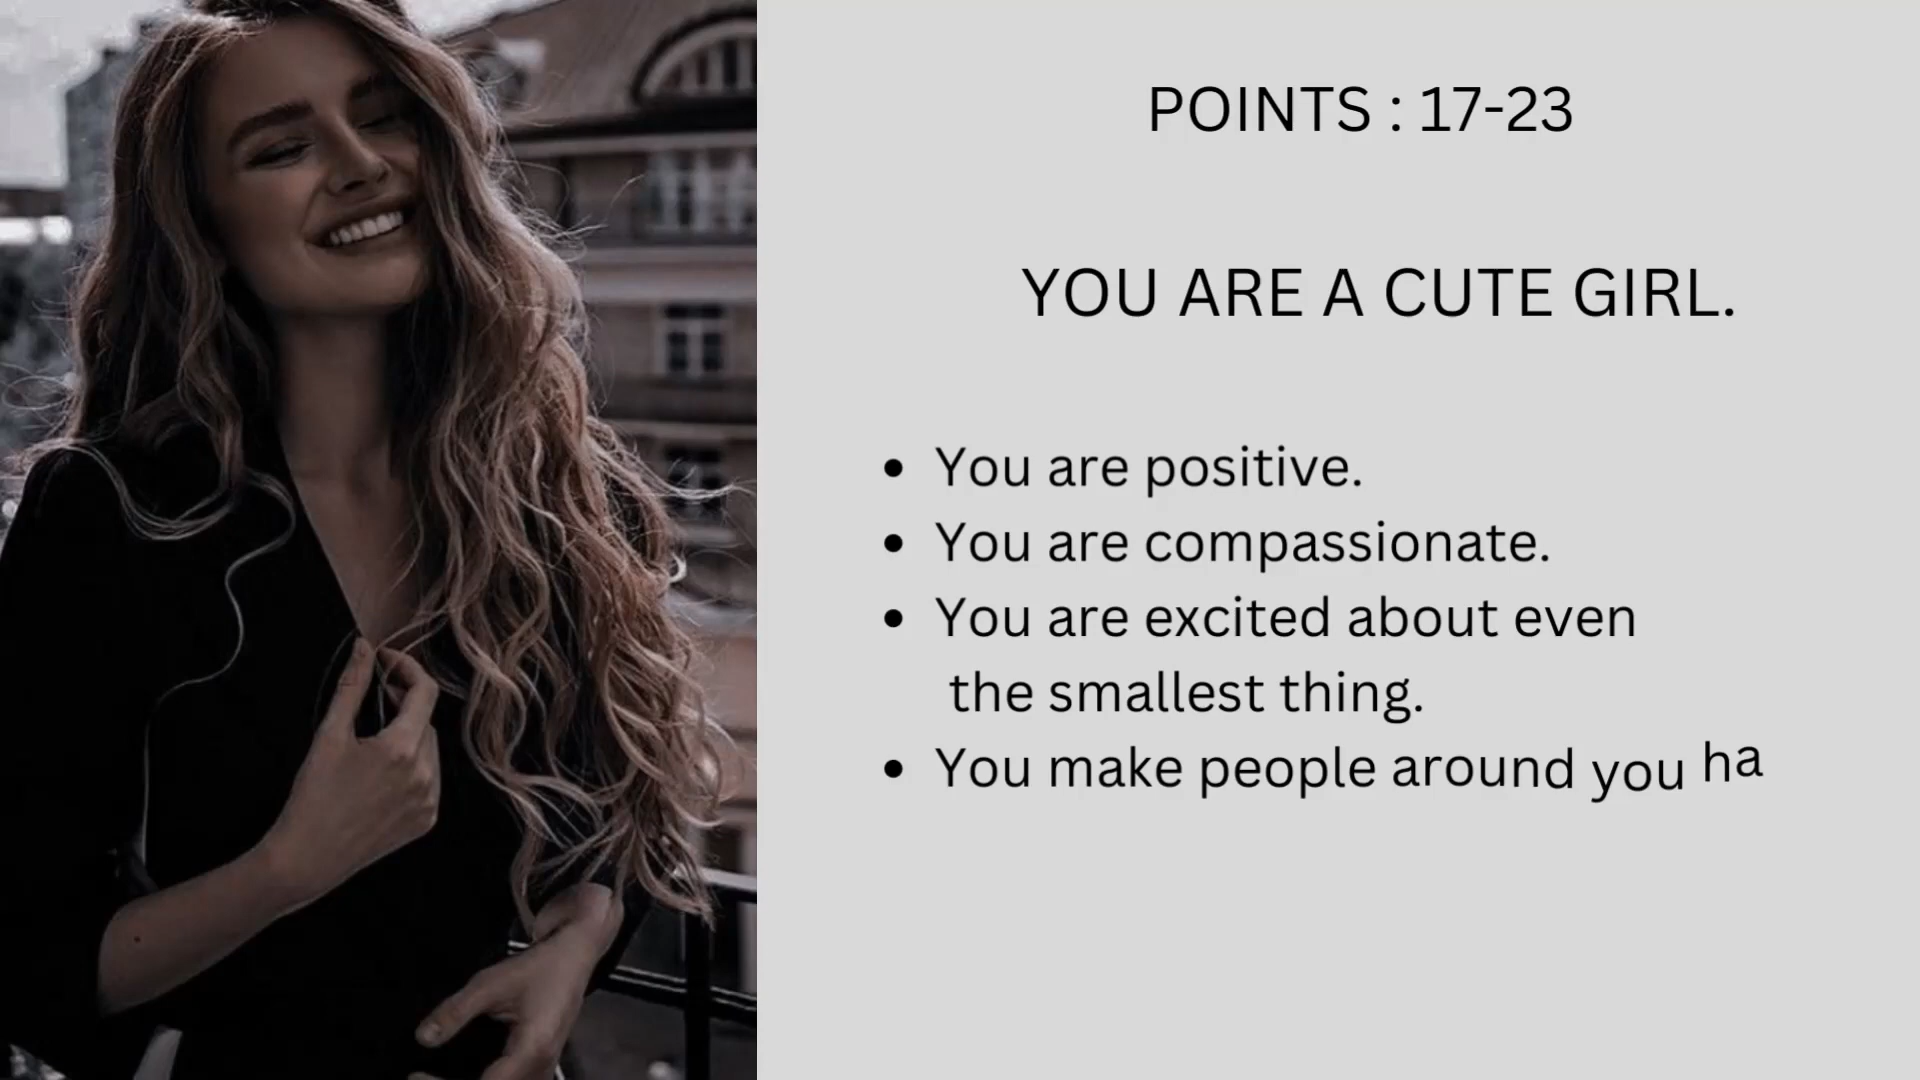 POINTS : 17-23
YOU ARE A CUTE GIRL.
• You are positive.
• You are compassionate.
• You are excited about even
the smallest thing.
• You make people around you ha